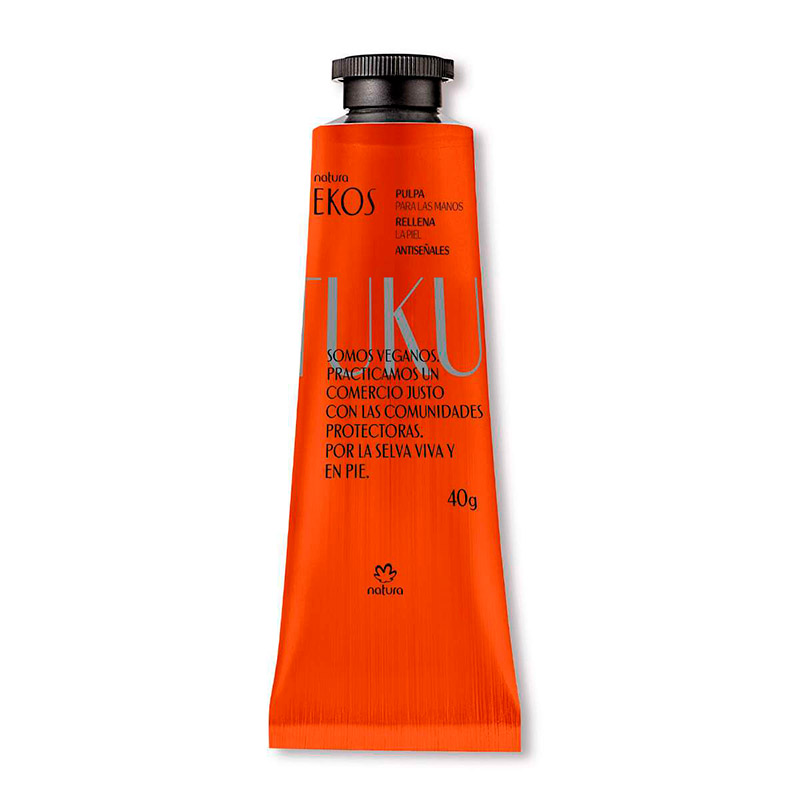 natura
EKOS
PULPA
PARA LAS MANOS
RELLENA
LA PIEL
ANTISEÑALES
TUKU
SOMOS VEGANOS.
PRACTICAMOS UN
COMERCIO JUSTO
CON LAS COMUNIDADES
PROTECTORAS.
POR LA SELVA VIVA Y
EN PIE.
40g
natura